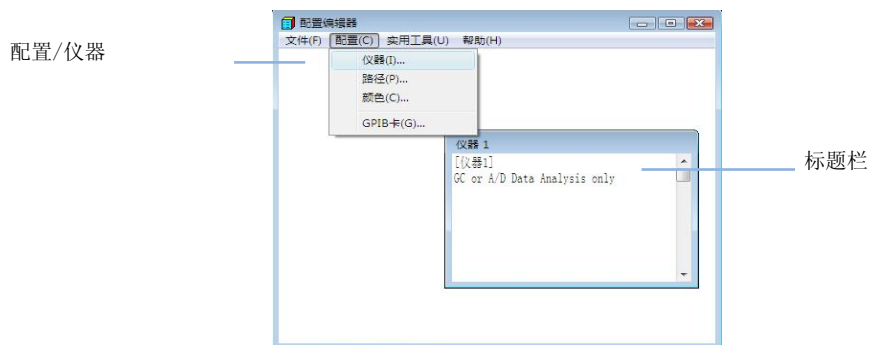 配置编辑器
文件(F) 配置(C) 实用工具(U) 帮助(H)
配置/仪器
仪器(I)...
路径(P)...
颜色(C)...
GPIB卡(G)...
仪器 1
[仪器1]
GC or A/D Data Analysis only
标题栏